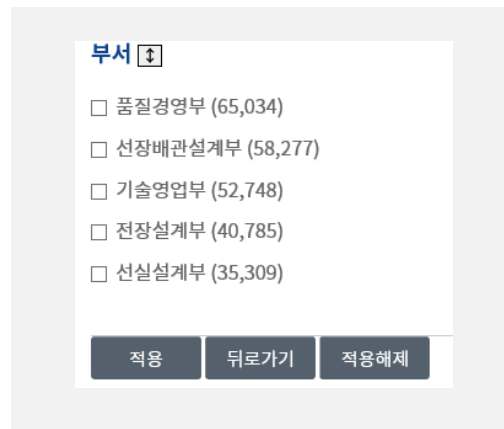 부서
품질경영부 (65,034)
선장배관설계부 (58,277)
기술영업부 (52,748)
전장설계부 (40,785)
선실설계부 (35,309)
적용 뒤로가기 적용해제